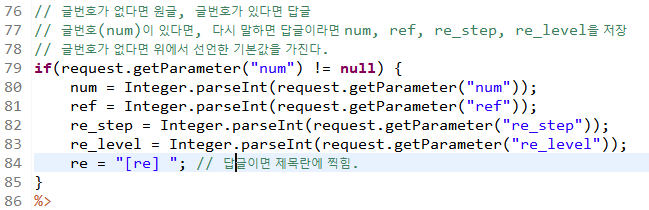 76 // 글번호가 없다면 원글, 글번호가 있다면 답글
77 // 글번호(num)이 있다면, 다시 말하면 답글이라면 num, ref, re_step, re_level을 저장
78 // 글번호가 없다면 위에서 선언한 기본값을 가진다.
79 if(request.getParameter("num") != null) {
80 num = Integer.parseInt(request.getParameter("num"));
81 ref = Integer.parseInt(request.getParameter("ref"));
82 re_step = Integer.parseInt(request.getParameter("re_step"));
83 re_level = Integer.parseInt(request.getParameter("re_level"));
84 re = "[re] "; // 답글이면 제목란에 찍힘.
85 }
86 %>